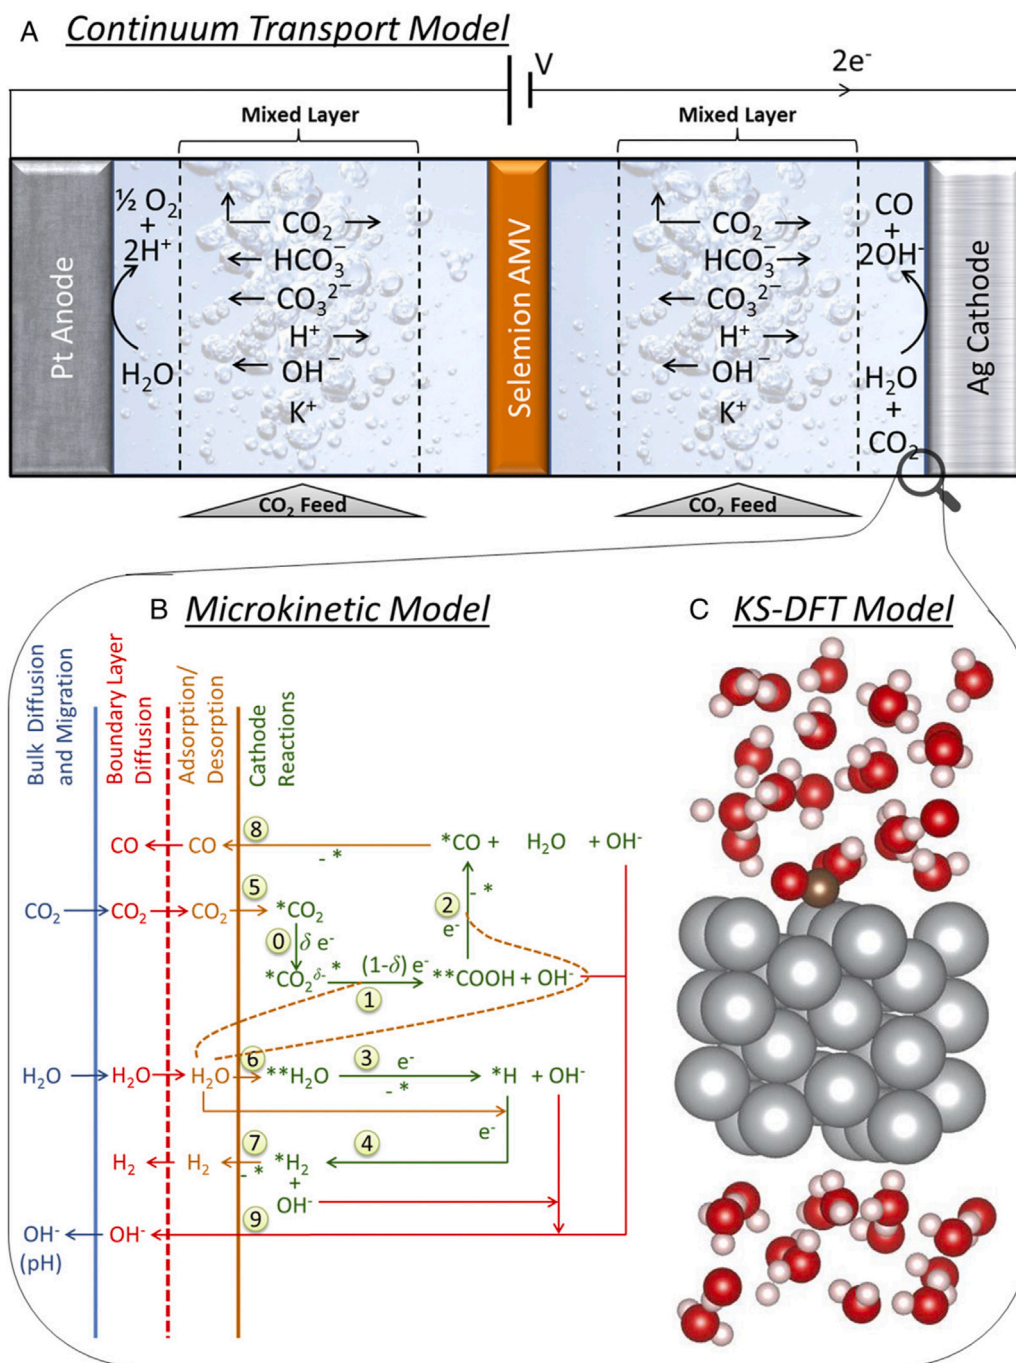 A Continuum Transport Model
V 2e⁻
Mixed Layer Mixed Layer
Pt Anode
½ O₂
+
2H⁺
H₂O
CO₂
HCO₃⁻
CO₃²⁻
H⁺
OH⁻
K⁺
Selemion AMV
CO₂
HCO₃⁻
CO₃²⁻
H⁺
OH⁻
K⁺
CO
+
2OH⁻
H₂O
+
CO₂
Ag Cathode
CO₂ Feed CO₂ Feed
B Microkinetic Model
Bulk Diffusion
and Migration
Boundary Layer
Diffusion
Adsorption/
Desorption
Cathode
Reactions
CO CO 8 - * *CO + H₂O + OH⁻
CO₂ CO₂ CO₂ 5 *CO₂
2 - * e⁻
0 δ e⁻
*CO₂^δ⁻ - * (1-δ) e⁻ **COOH + OH⁻
1
H₂O H₂O H₂O 6 **H₂O 3 e⁻ - * *H + OH⁻
e⁻
H₂ H₂ 7 - * *H₂ 4
+
OH⁻
OH⁻ OH⁻ 9
(pH)
C KS-DFT Model